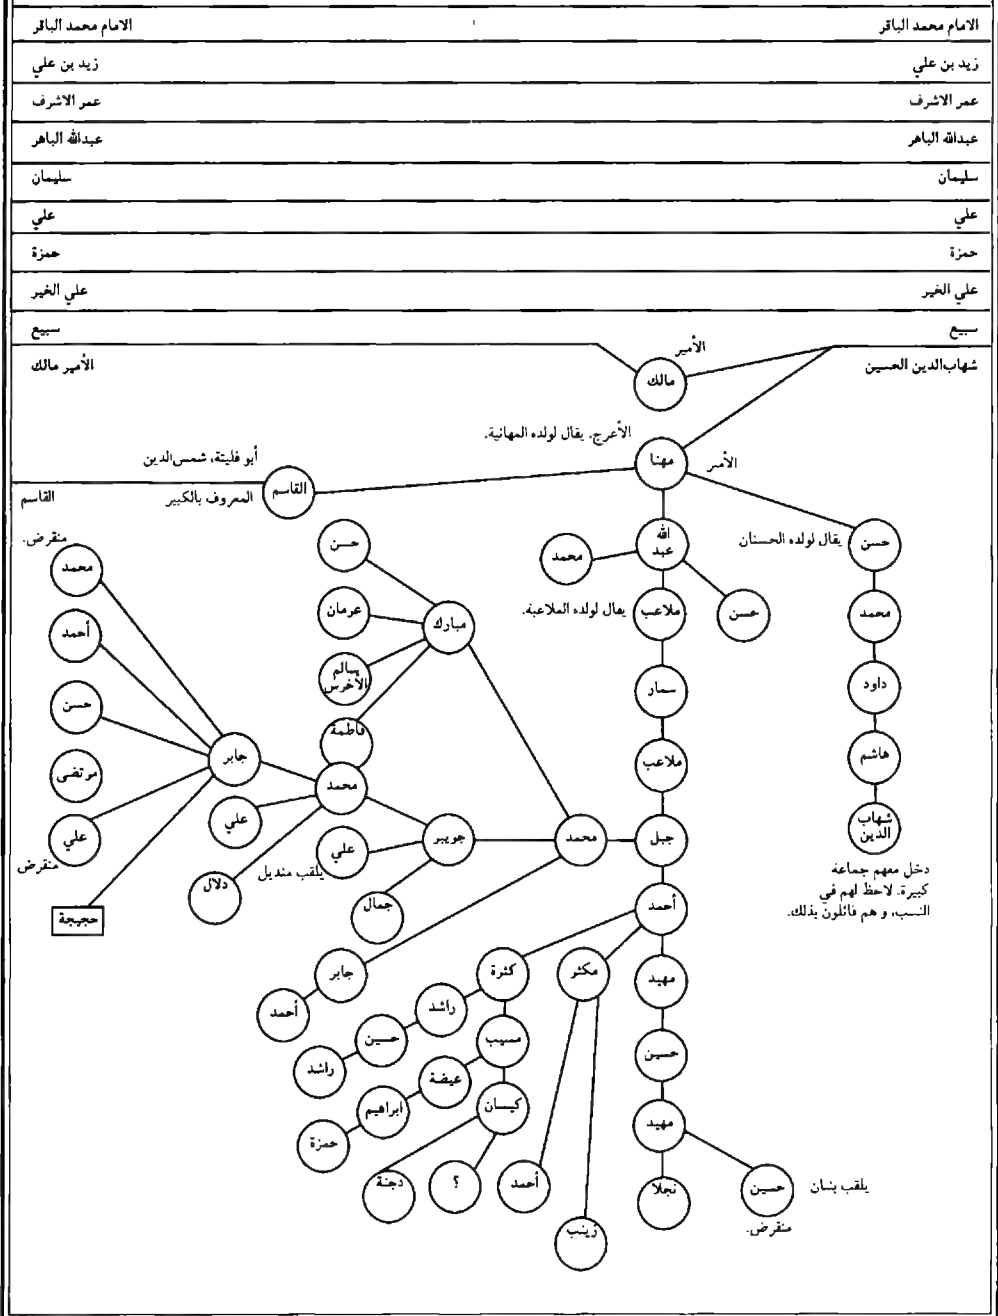 الامام محمد الباقر
الامام محمد الباقر
زيد بن علي
زيد بن علي
عمر الاشرف
عمر الاشرف
عبدالله الباهر
عبدالله الباهر
سليمان
سليمان
علي
علي
حمزة
حمزة
علي الخير
علي الخير
سبيع
سبيع
شهاب‌الدين الحسين
الأمير
مالك
الأمير مالك
الأعرج. يقال لولده المهانية.
الأمير
مهنا
أبو فليتة، شمس‌الدين
القاسم
المعروف بالكبير
القاسم
حسن
يقال لولده الحسنان
عبد الله
محمد
حسن
حسن
منقرض.
محمد
محمد
حسن
ملاعب
يقال لولده الملاعبة.
عرمان
مبارك
أحمد
داود
سمار
سالم الأخرس
حسن
هاشم
ملاعب
فاطمة
جابر
مرتضى
محمد
علي
شهاب الدين
جبل
محمد
جويبر
علي
يلقب منديل
علي
منقرض
دخل معهم جماعة
كبيرة. لاحظ لهم في
النسب، و هم قائلون بذلك.
أحمد
جمال
دلال
حجيجة
مهيد
مكثر
كثرة
جابر
أحمد
راشد
حسين
راشد
حسين
مسيب
عيضة
ابراهيم
حمزة
مهيد
كيسان
يلقب بنان
حسين
منقرض.
نجلا
أحمد
؟
دجنة
زينب